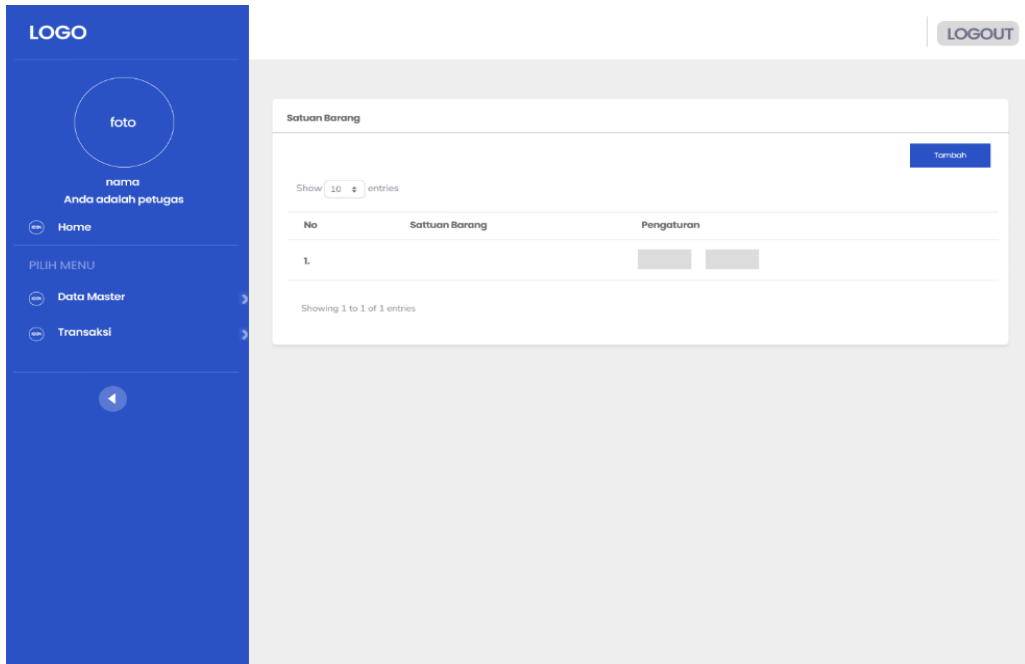 LOGO
LOGOUT
foto
nama
Anda adalah petugas
Home
PILIH MENU
Data Master
Transaksi
Satuan Barang
Tambah
Show 10 entries
No Sattuan Barang Pengaturan
1.
Showing 1 to 1 of 1 entries